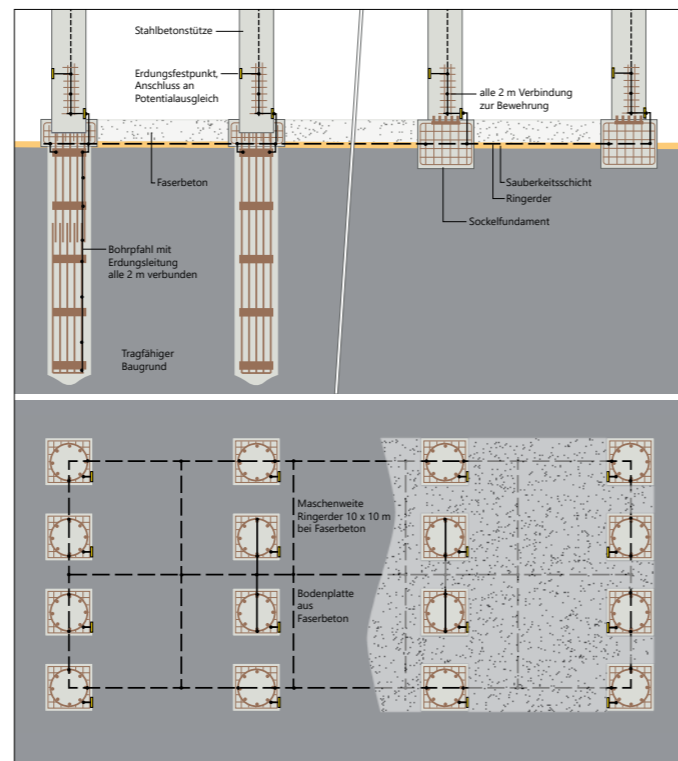 Stahlbetonstütze
Erdungsfestpunkt,
Anschluss an
Potentialausgleich
alle 2 m Verbindung
zur Bewehrung
Faserbeton
Sauberkeitsschicht
Ringerder
Sockelfundament
Bohrpfahl mit
Erdungsleitung
alle 2 m verbunden
Tragfähiger
Baugrund
Maschenweite
Ringerder 10 x 10 m
bei Faserbeton
Bodenplatte
aus
Faserbeton